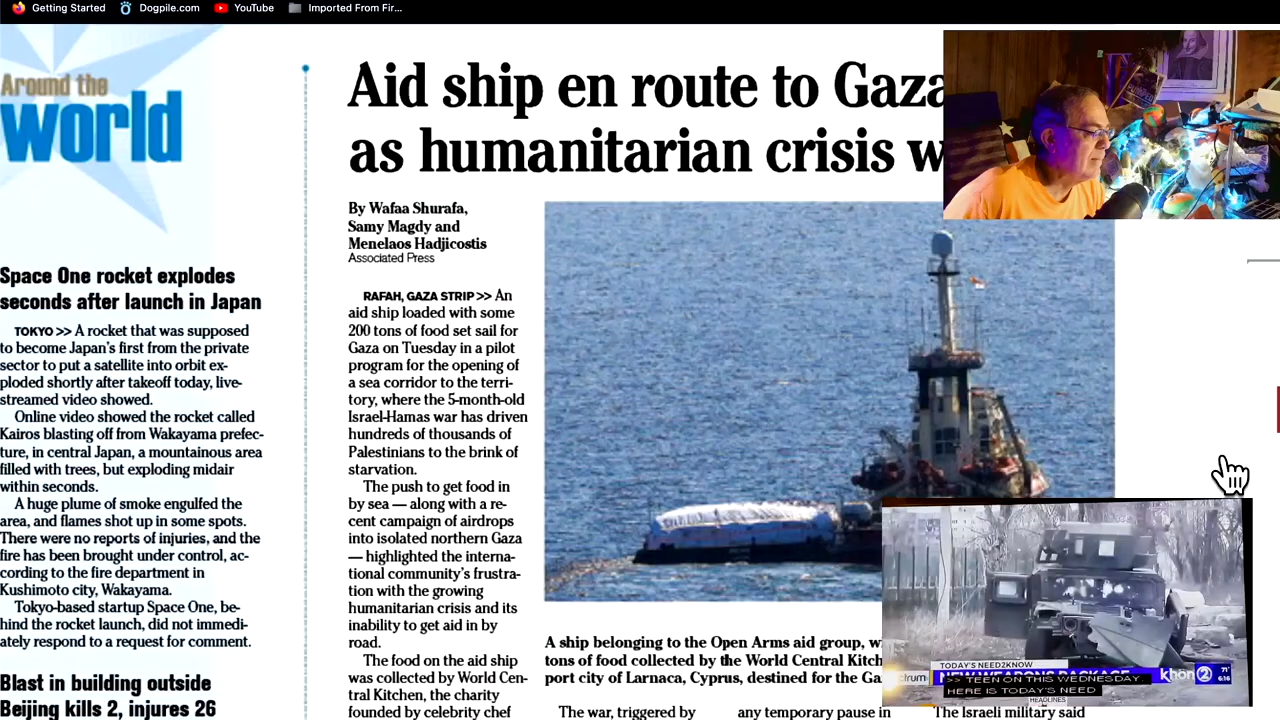 Getting Started Dogpile.com YouTube Imported From Fir...
Around the
world
Space One rocket explodes
seconds after launch in Japan
TOKYO >> A rocket that was supposed
to become Japan's first from the private
sector to put a satellite into orbit ex-
ploded shortly after takeoff today, live-
streamed video showed.
Online video showed the rocket called
Kairos blasting off from Wakayama prefec-
ture, in central Japan, a mountainous area
filled with trees, but exploding midair
within seconds.
A huge plume of smoke engulfed the
area, and flames shot up in some spots.
There were no reports of injuries, and the
fire has been brought under control, ac-
cording to the fire department in
Kushimoto city, Wakayama.
Tokyo-based startup Space One, be-
hind the rocket launch, did not immedi-
ately respond to a request for comment.
Blast in building outside
Beijing kills 2, injures 26
Aid ship en route to Gaza
as humanitarian crisis w
By Wafaa Shurafa,
Samy Magdy and
Menelaos Hadjicostis
Associated Press
RAFAH, GAZA STRIP >> An
aid ship loaded with some
200 tons of food set sail for
Gaza on Tuesday in a pilot
program for the opening of
a sea corridor to the terri-
tory, where the 5-month-old
Israel-Hamas war has driven
hundreds of thousands of
Palestinians to the brink of
starvation.
The push to get food in
by sea — along with a re-
cent campaign of airdrops
into isolated northern Gaza
— highlighted the interna-
tional community's frustra-
tion with the growing
humanitarian crisis and its
inability to get aid in by
road.
The food on the aid ship
was collected by World Cen-
tral Kitchen, the charity
founded by celebrity chef
A ship belonging to the Open Arms aid group, w
tons of food collected by the World Central Kitch
port city of Larnaca, Cyprus, destined for the Ga
The war, triggered by
any temporary pause in
The Israeli military said
TODAY'S NEED2KNOW
NEW WEAPONS PACKAGE
>> TEEN ON THIS WEDNESDAY.
HERE IS TODAY'S NEED
HEADLINES
khon 2
71°
6:16